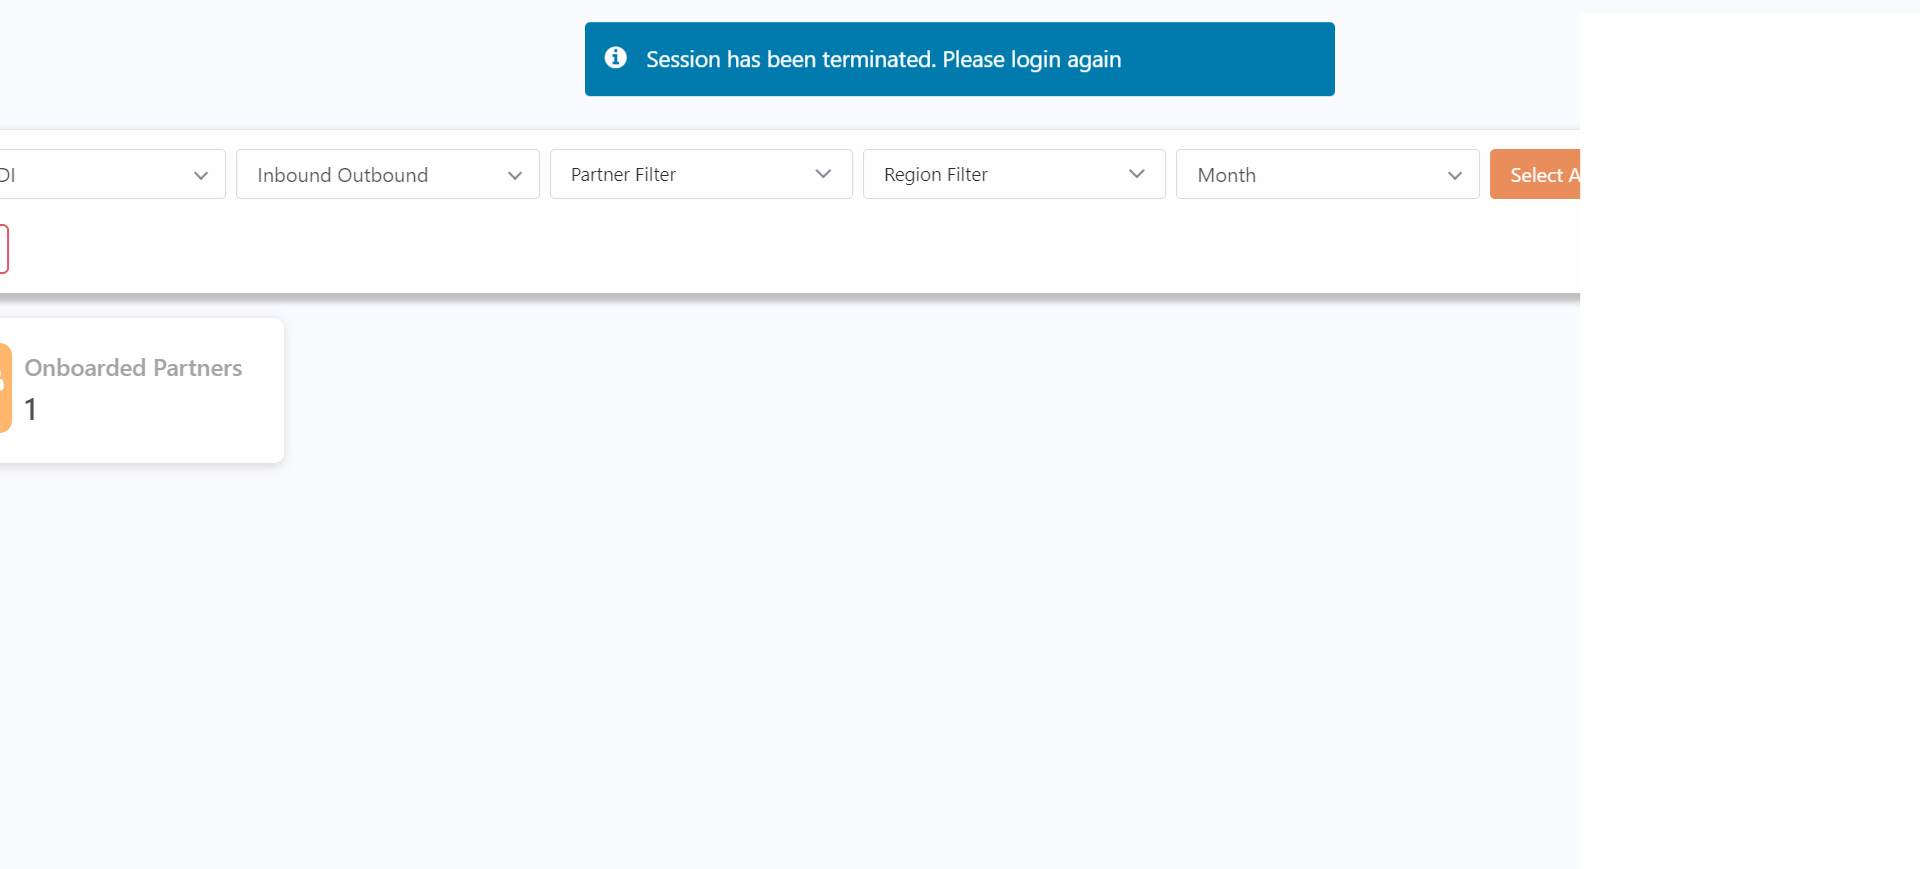 Session has been terminated. Please login again
DI
Inbound Outbound
Partner Filter
Region Filter
Month
Select A
Onboarded Partners
1